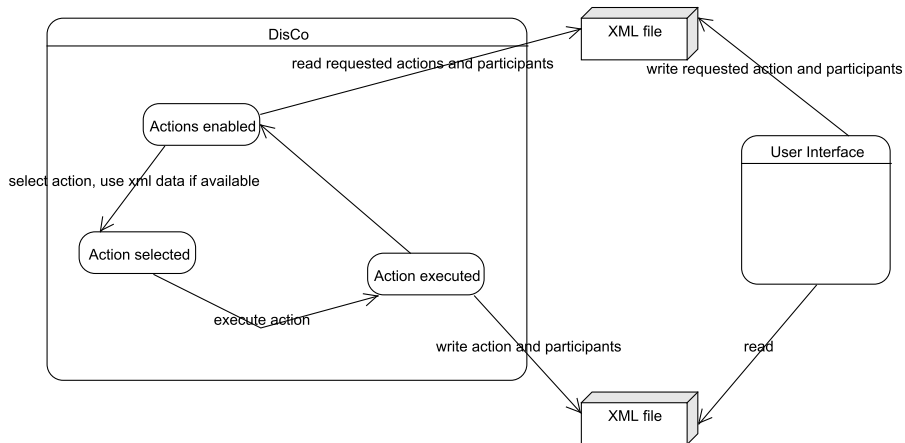 DisCo
XML file
read requested actions and participants
write requested action and participants
Actions enabled
User Interface
select action, use xml data if available
Action selected
Action executed
execute action
write action and participants
read
XML file